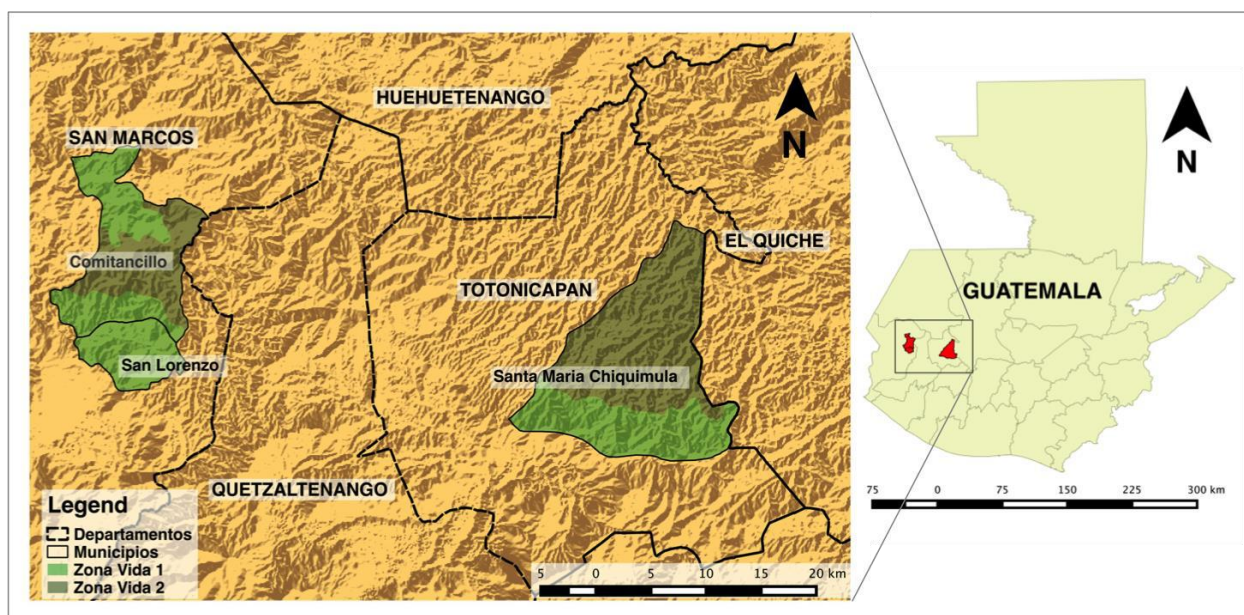 HUEHUETENANGO
SAN MARCOS
N
Comitancillo
EL QUICHE
TOTONICAPAN
San Lorenzo
Santa Maria Chiquimula
QUETZALTENANGO
Legend
Departamentos
Municipios
Zona Vida 1
Zona Vida 2
5 0 5 10 15 20 km
N
GUATEMALA
75 0 75 150 225 300 km